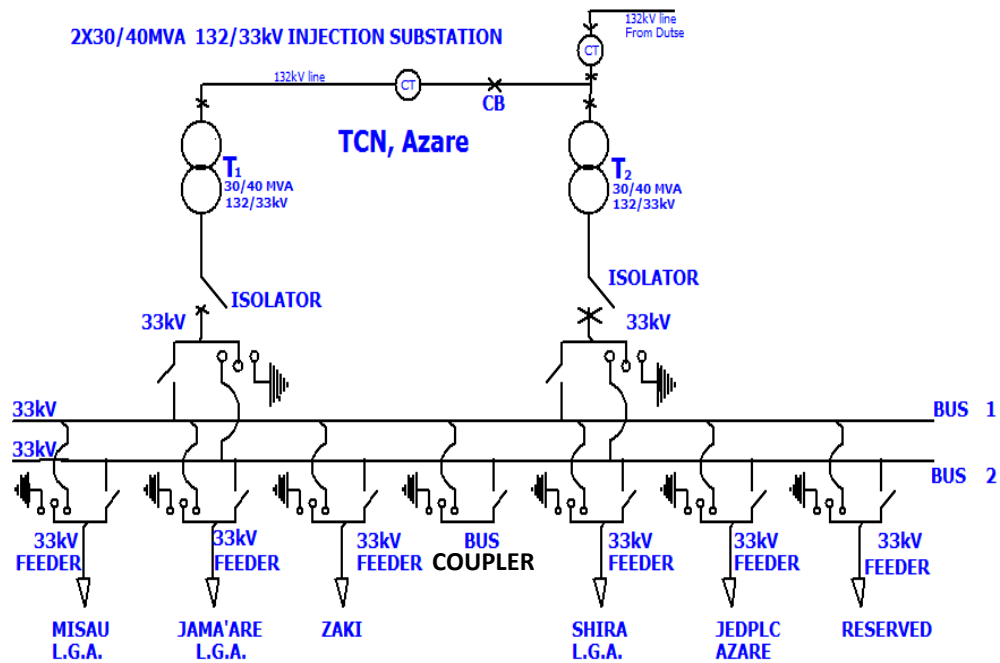 2X30/40MVA 132/33kV INJECTION SUBSTATION
132kV line
From Dutse
CT
132kV line
CT
CB
TCN, Azare
T1
30/40 MVA
132/33kV
T2
30/40 MVA
132/33kV
ISOLATOR
ISOLATOR
33kV
33kV
33kV
BUS 1
33kV
BUS 2
33kV
FEEDER
33kV
FEEDER
33kV
FEEDER
BUS
COUPLER
33kV
FEEDER
33kV
FEEDER
33kV
FEEDER
MISAU
L.G.A.
JAMA'ARE
L.G.A.
ZAKI
SHIRA
L.G.A.
JEDPLC
AZARE
RESERVED